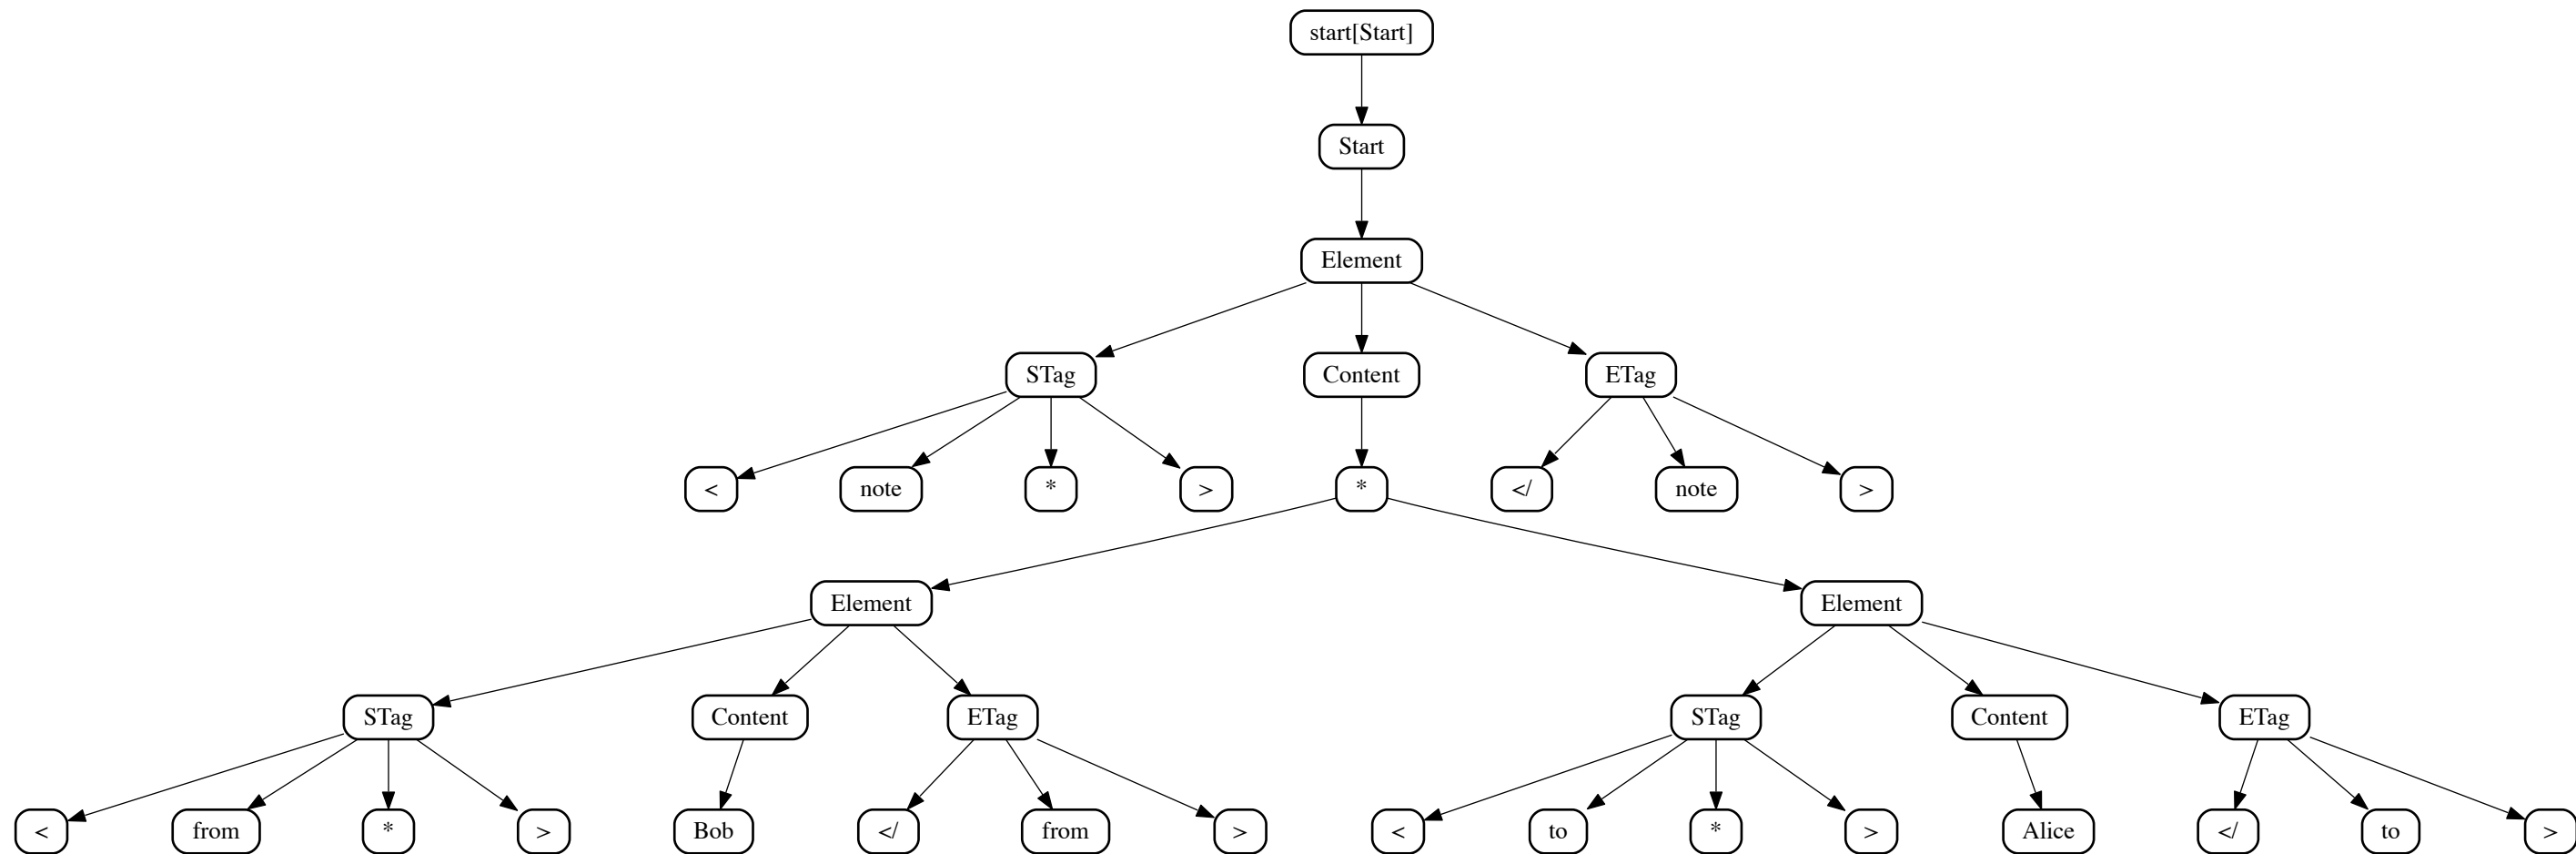 start[Start]
Start
Element
STag Content ETag
< note * > * </ note >
Element Element
STag Content ETag STag Content ETag
< from * > Bob </ from > < to * > Alice </ to >